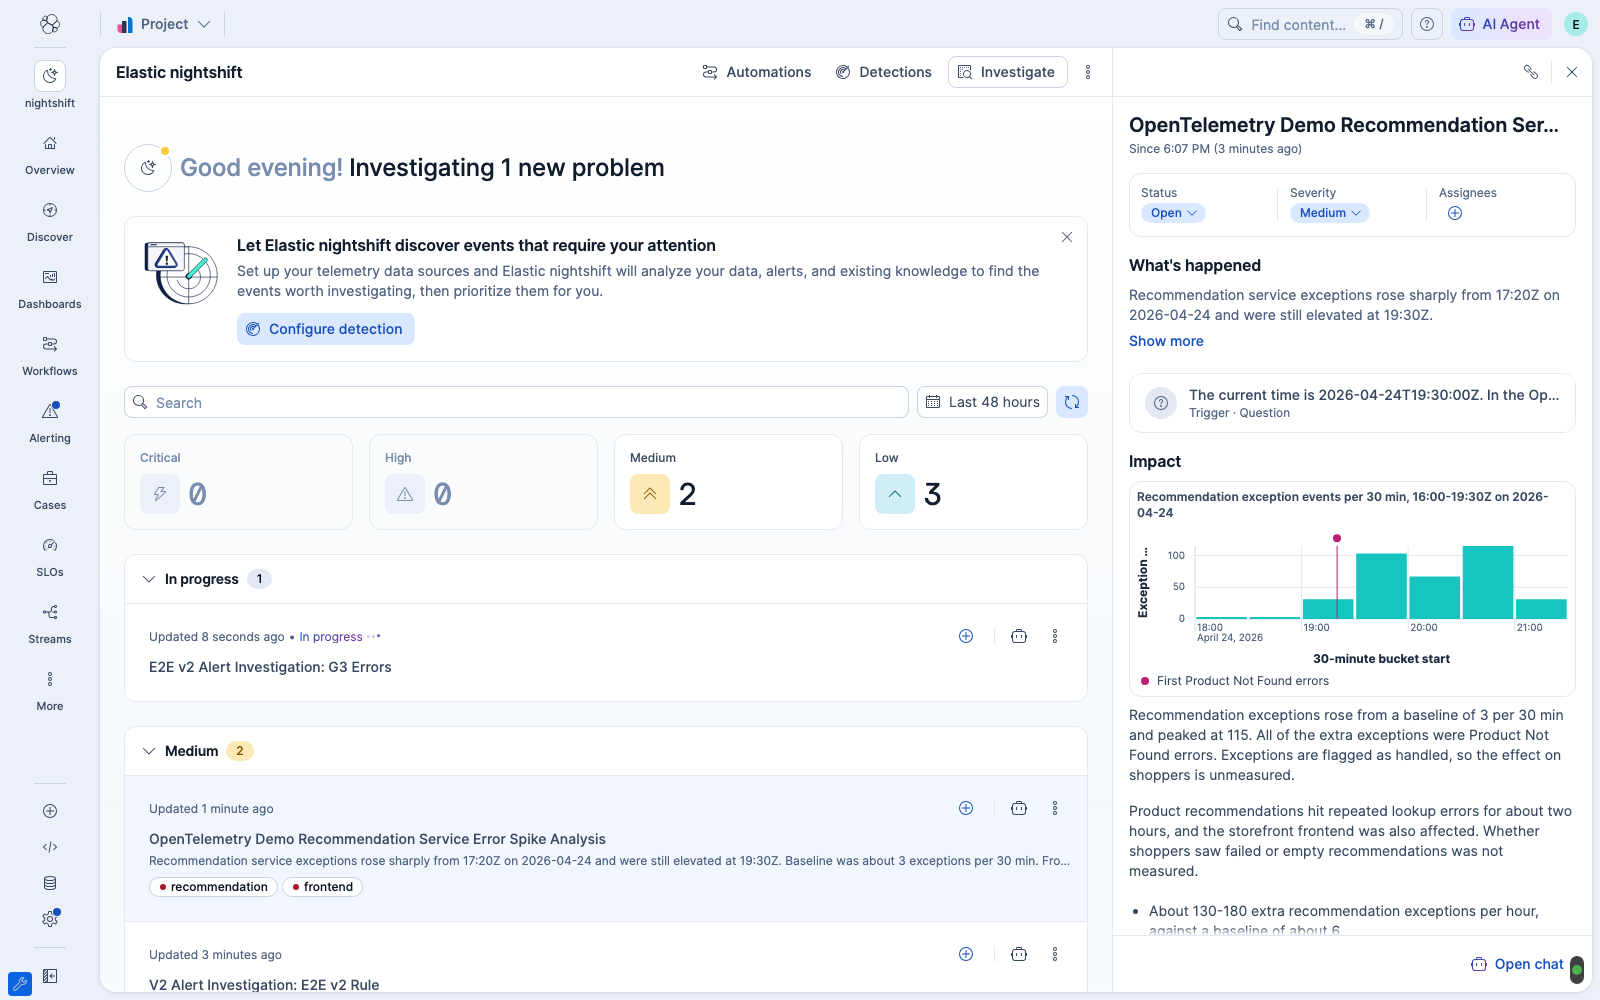 Project
Find content...
⌘ /
AI Agent
E
nightshift
Overview
Discover
Dashboards
Workflows
Alerting
Cases
SLOs
Streams
More
Elastic nightshift
Automations
Detections
Investigate
Good evening! Investigating 1 new problem
Let Elastic nightshift discover events that require your attention
Set up your telemetry data sources and Elastic nightshift will analyze your data, alerts, and existing knowledge to find the
events worth investigating, then prioritize them for you.
Configure detection
Search
Last 48 hours
Critical
0
High
0
Medium
2
Low
3
In progress 1
Updated 8 seconds ago • In progress
E2E v2 Alert Investigation: G3 Errors
Medium 2
Updated 1 minute ago
OpenTelemetry Demo Recommendation Service Error Spike Analysis
Recommendation service exceptions rose sharply from 17:20Z on 2026-04-24 and were still elevated at 19:30Z. Baseline was about 3 exceptions per 30 min. Fro...
recommendation
frontend
Updated 3 minutes ago
V2 Alert Investigation: E2E v2 Rule
OpenTelemetry Demo Recommendation Ser...
Since 6:07 PM (3 minutes ago)
Status
Open
Severity
Medium
Assignees
What's happened
Recommendation service exceptions rose sharply from 17:20Z on
2026-04-24 and were still elevated at 19:30Z.
Show more
The current time is 2026-04-24T19:30:00Z. In the Op...
Trigger · Question
Impact
Recommendation exception events per 30 min, 16:00-19:30Z on 2026-
04-24
Exception ...
100
50
0
18:00
April 24, 2026
19:00
20:00
21:00
30-minute bucket start
First Product Not Found errors
Recommendation exceptions rose from a baseline of 3 per 30 min
and peaked at 115. All of the extra exceptions were Product Not
Found errors. Exceptions are flagged as handled, so the effect on
shoppers is unmeasured.
Product recommendations hit repeated lookup errors for about two
hours, and the storefront frontend was also affected. Whether
shoppers saw failed or empty recommendations was not
measured.
• About 130-180 extra recommendation exceptions per hour,
against a baseline of about 6.
Open chat